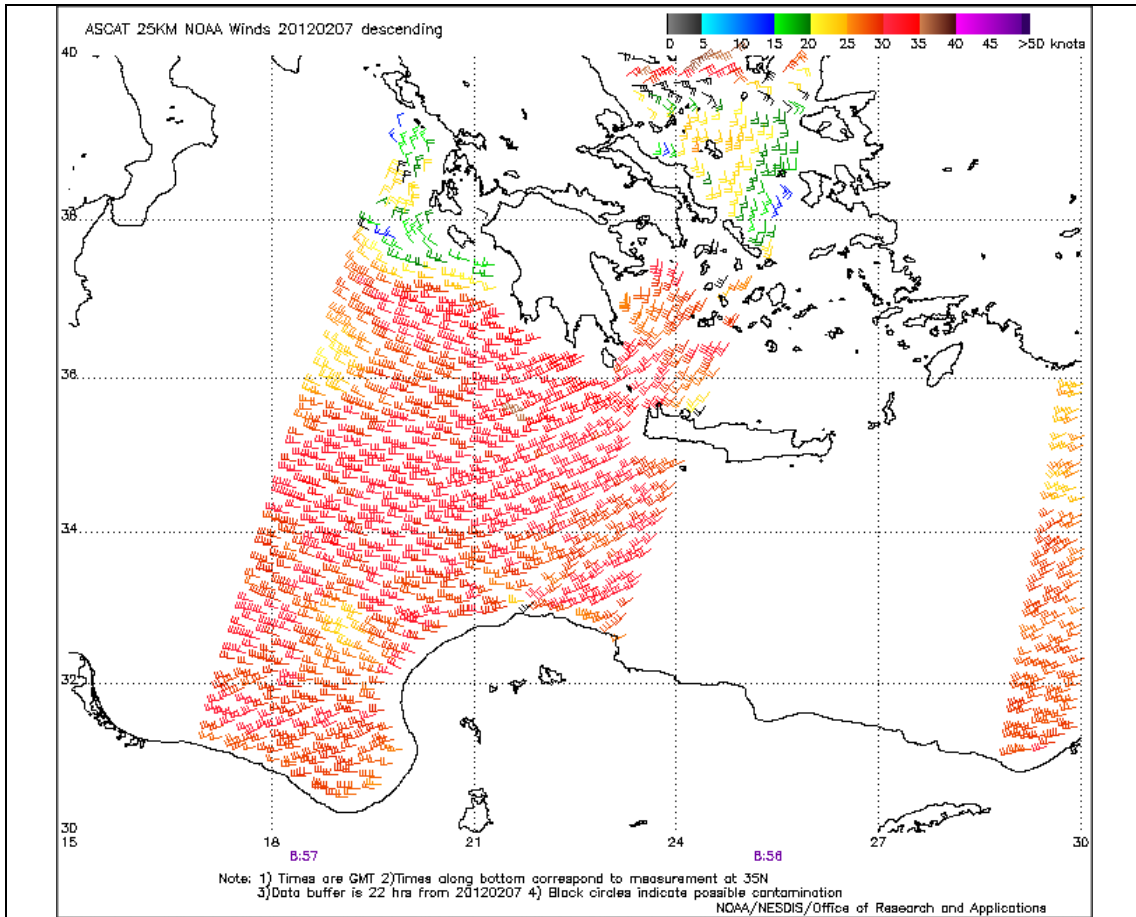 ASCAT 25KM NOAA Winds 20120207 descending
0 5 10 15 20 25 30 35 40 45 >50 knots
40
38
36
34
32
30
15 18 21 24 27 30
8:57 8:56
Note: 1) Times are GMT 2)Times along bottom correspond to measurement at 35N
3)Data buffer is 22 hrs from 20120207 4) Black circles indicate possible contamination
NOAA/NESDIS/Office of Research and Applications